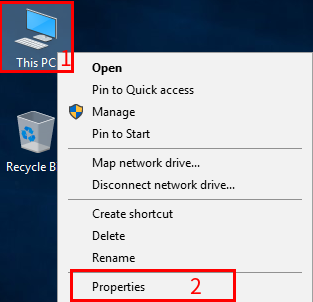 This PC
1
Open
Pin to Quick access
Manage
Pin to Start
Recycle B
Map network drive...
Disconnect network drive...
Create shortcut
Delete
Rename
Properties
2